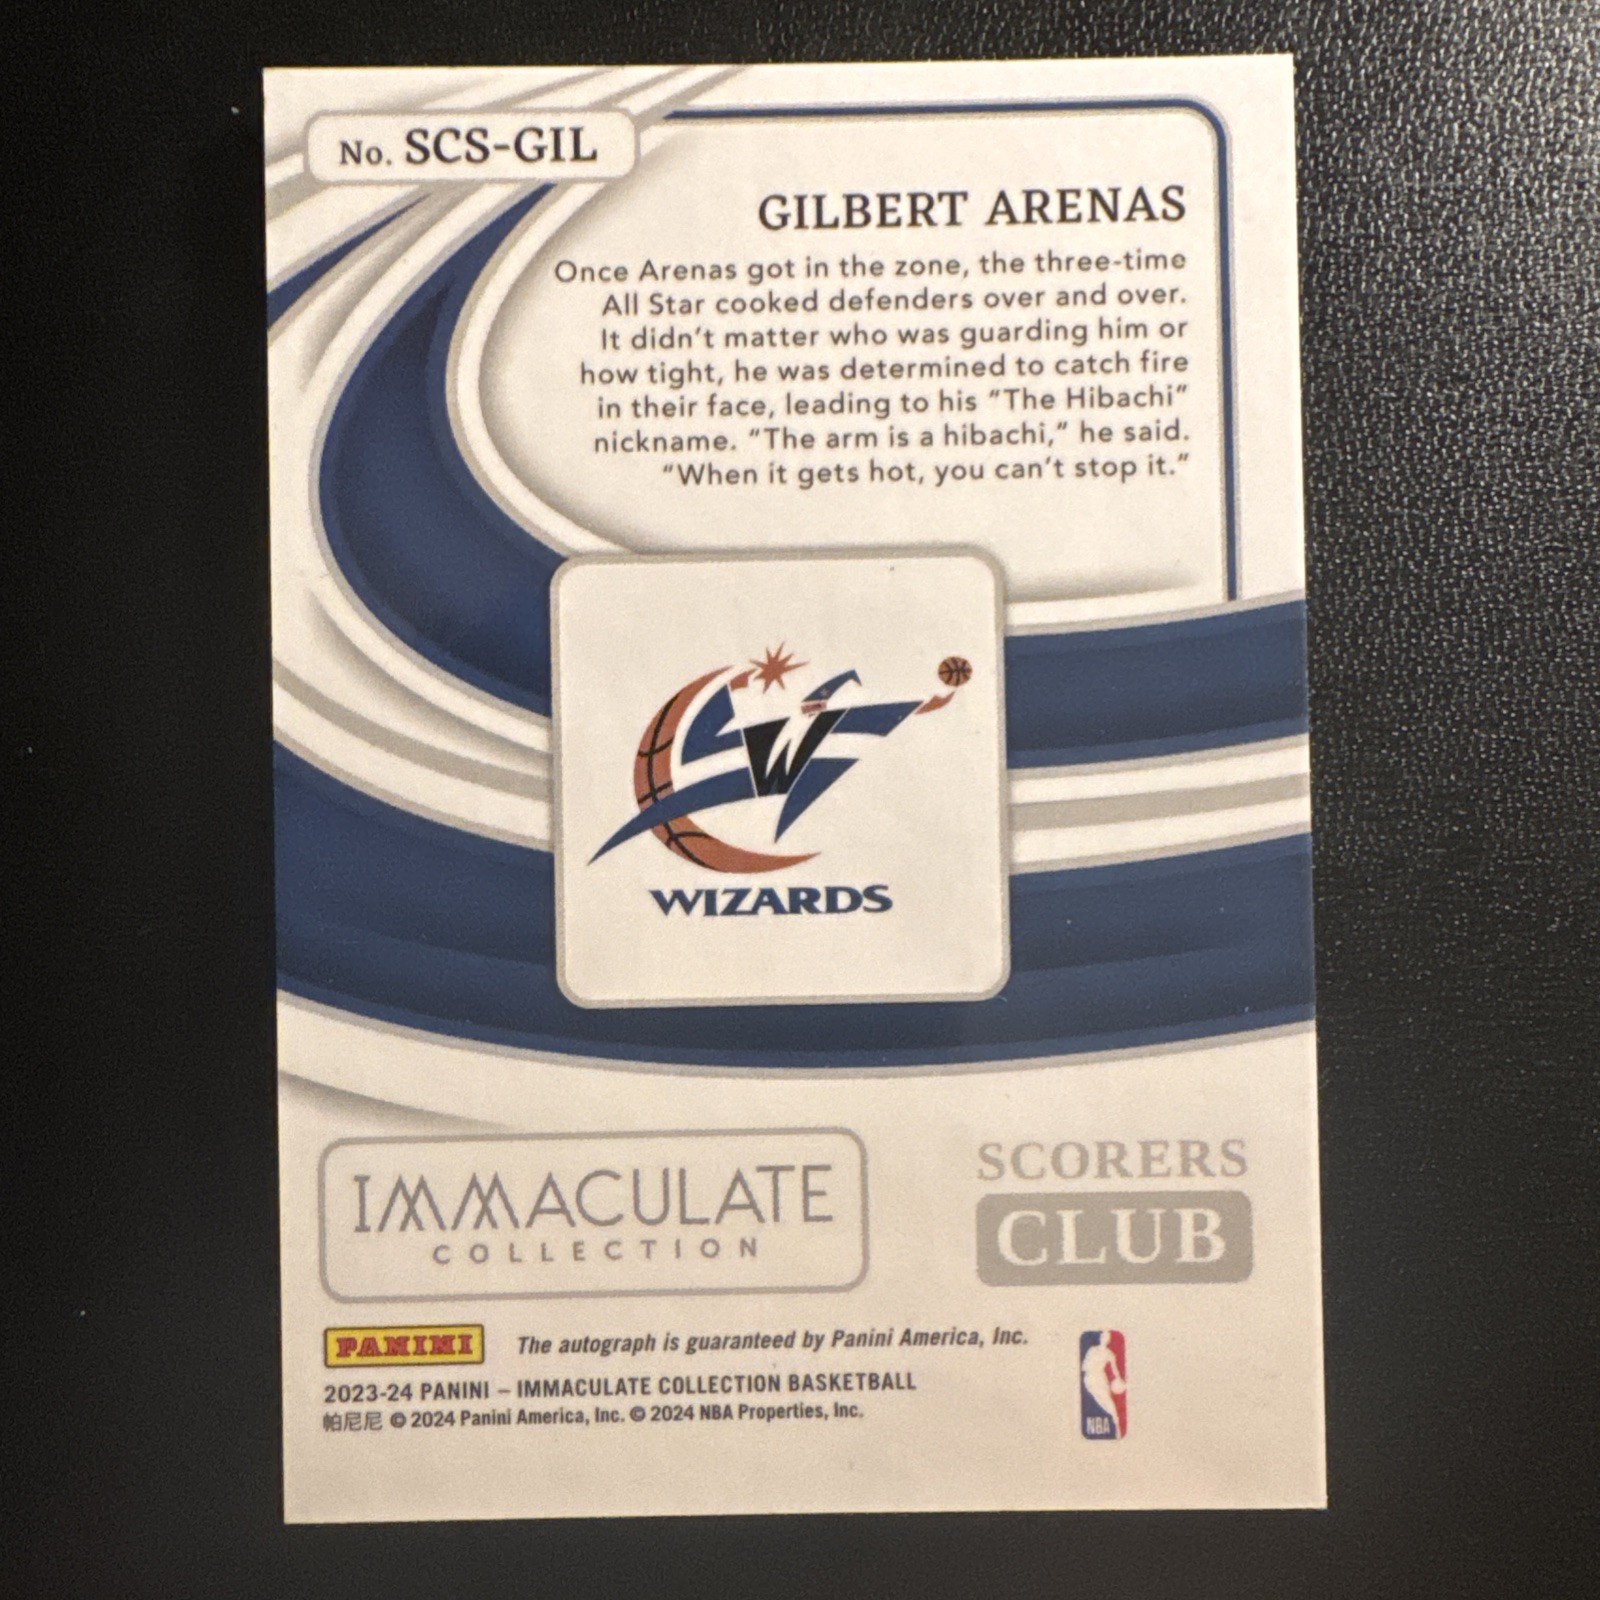 No. SCS-GIL
GILBERT ARENAS
Once Arenas got in the zone, the three-time
All Star cooked defenders over and over.
It didn't matter who was guarding him or
how tight, he was determined to catch fire
in their face, leading to his "The Hibachi"
nickname. "The arm is a hibachi," he said.
"When it gets hot, you can't stop it."
W
WIZARDS
IMMACULATE
COLLECTION
SCORERS
CLUB
PANINI
The autograph is guaranteed by Panini America, Inc.
2023-24 PANINI – IMMACULATE COLLECTION BASKETBALL
帕尼尼 © 2024 Panini America, Inc. © 2024 NBA Properties, Inc.
NBA